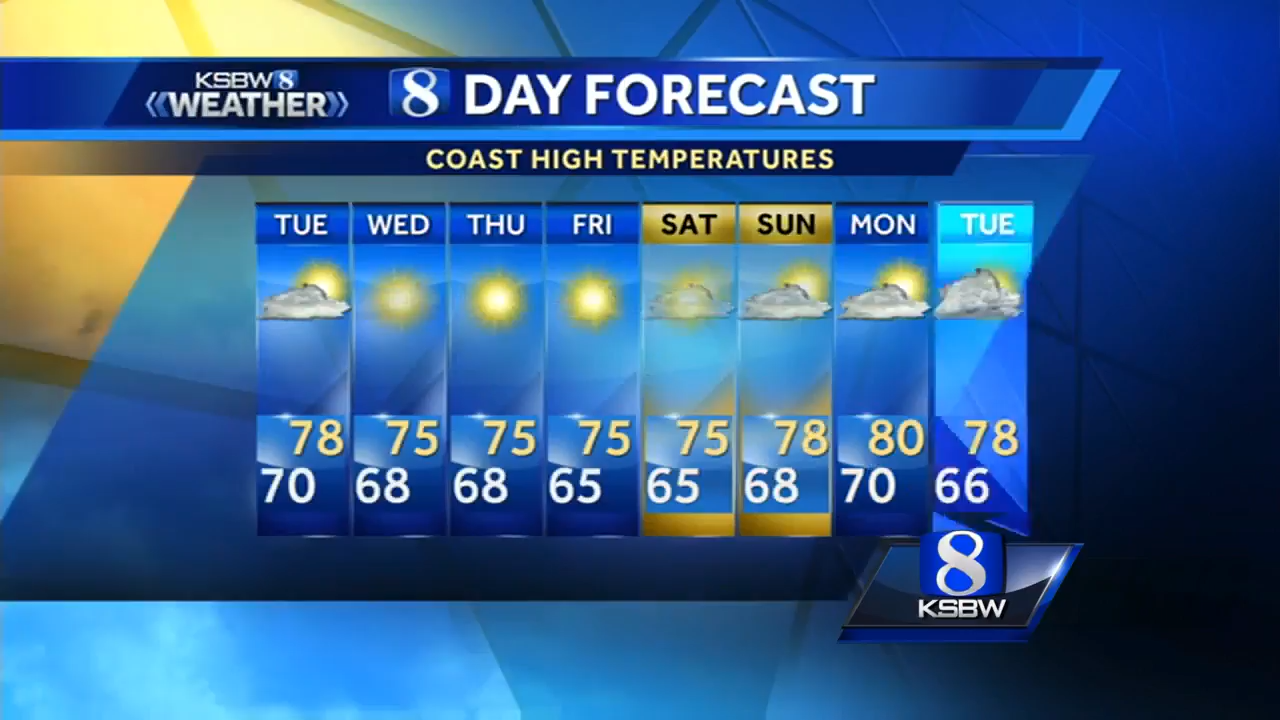 KSBW 8
WEATHER
8 DAY FORECAST
COAST HIGH TEMPERATURES
TUE WED THU FRI SAT SUN MON TUE
78 75 75 75 75 78 80 78
70 68 68 65 65 68 70 66
8
KSBW